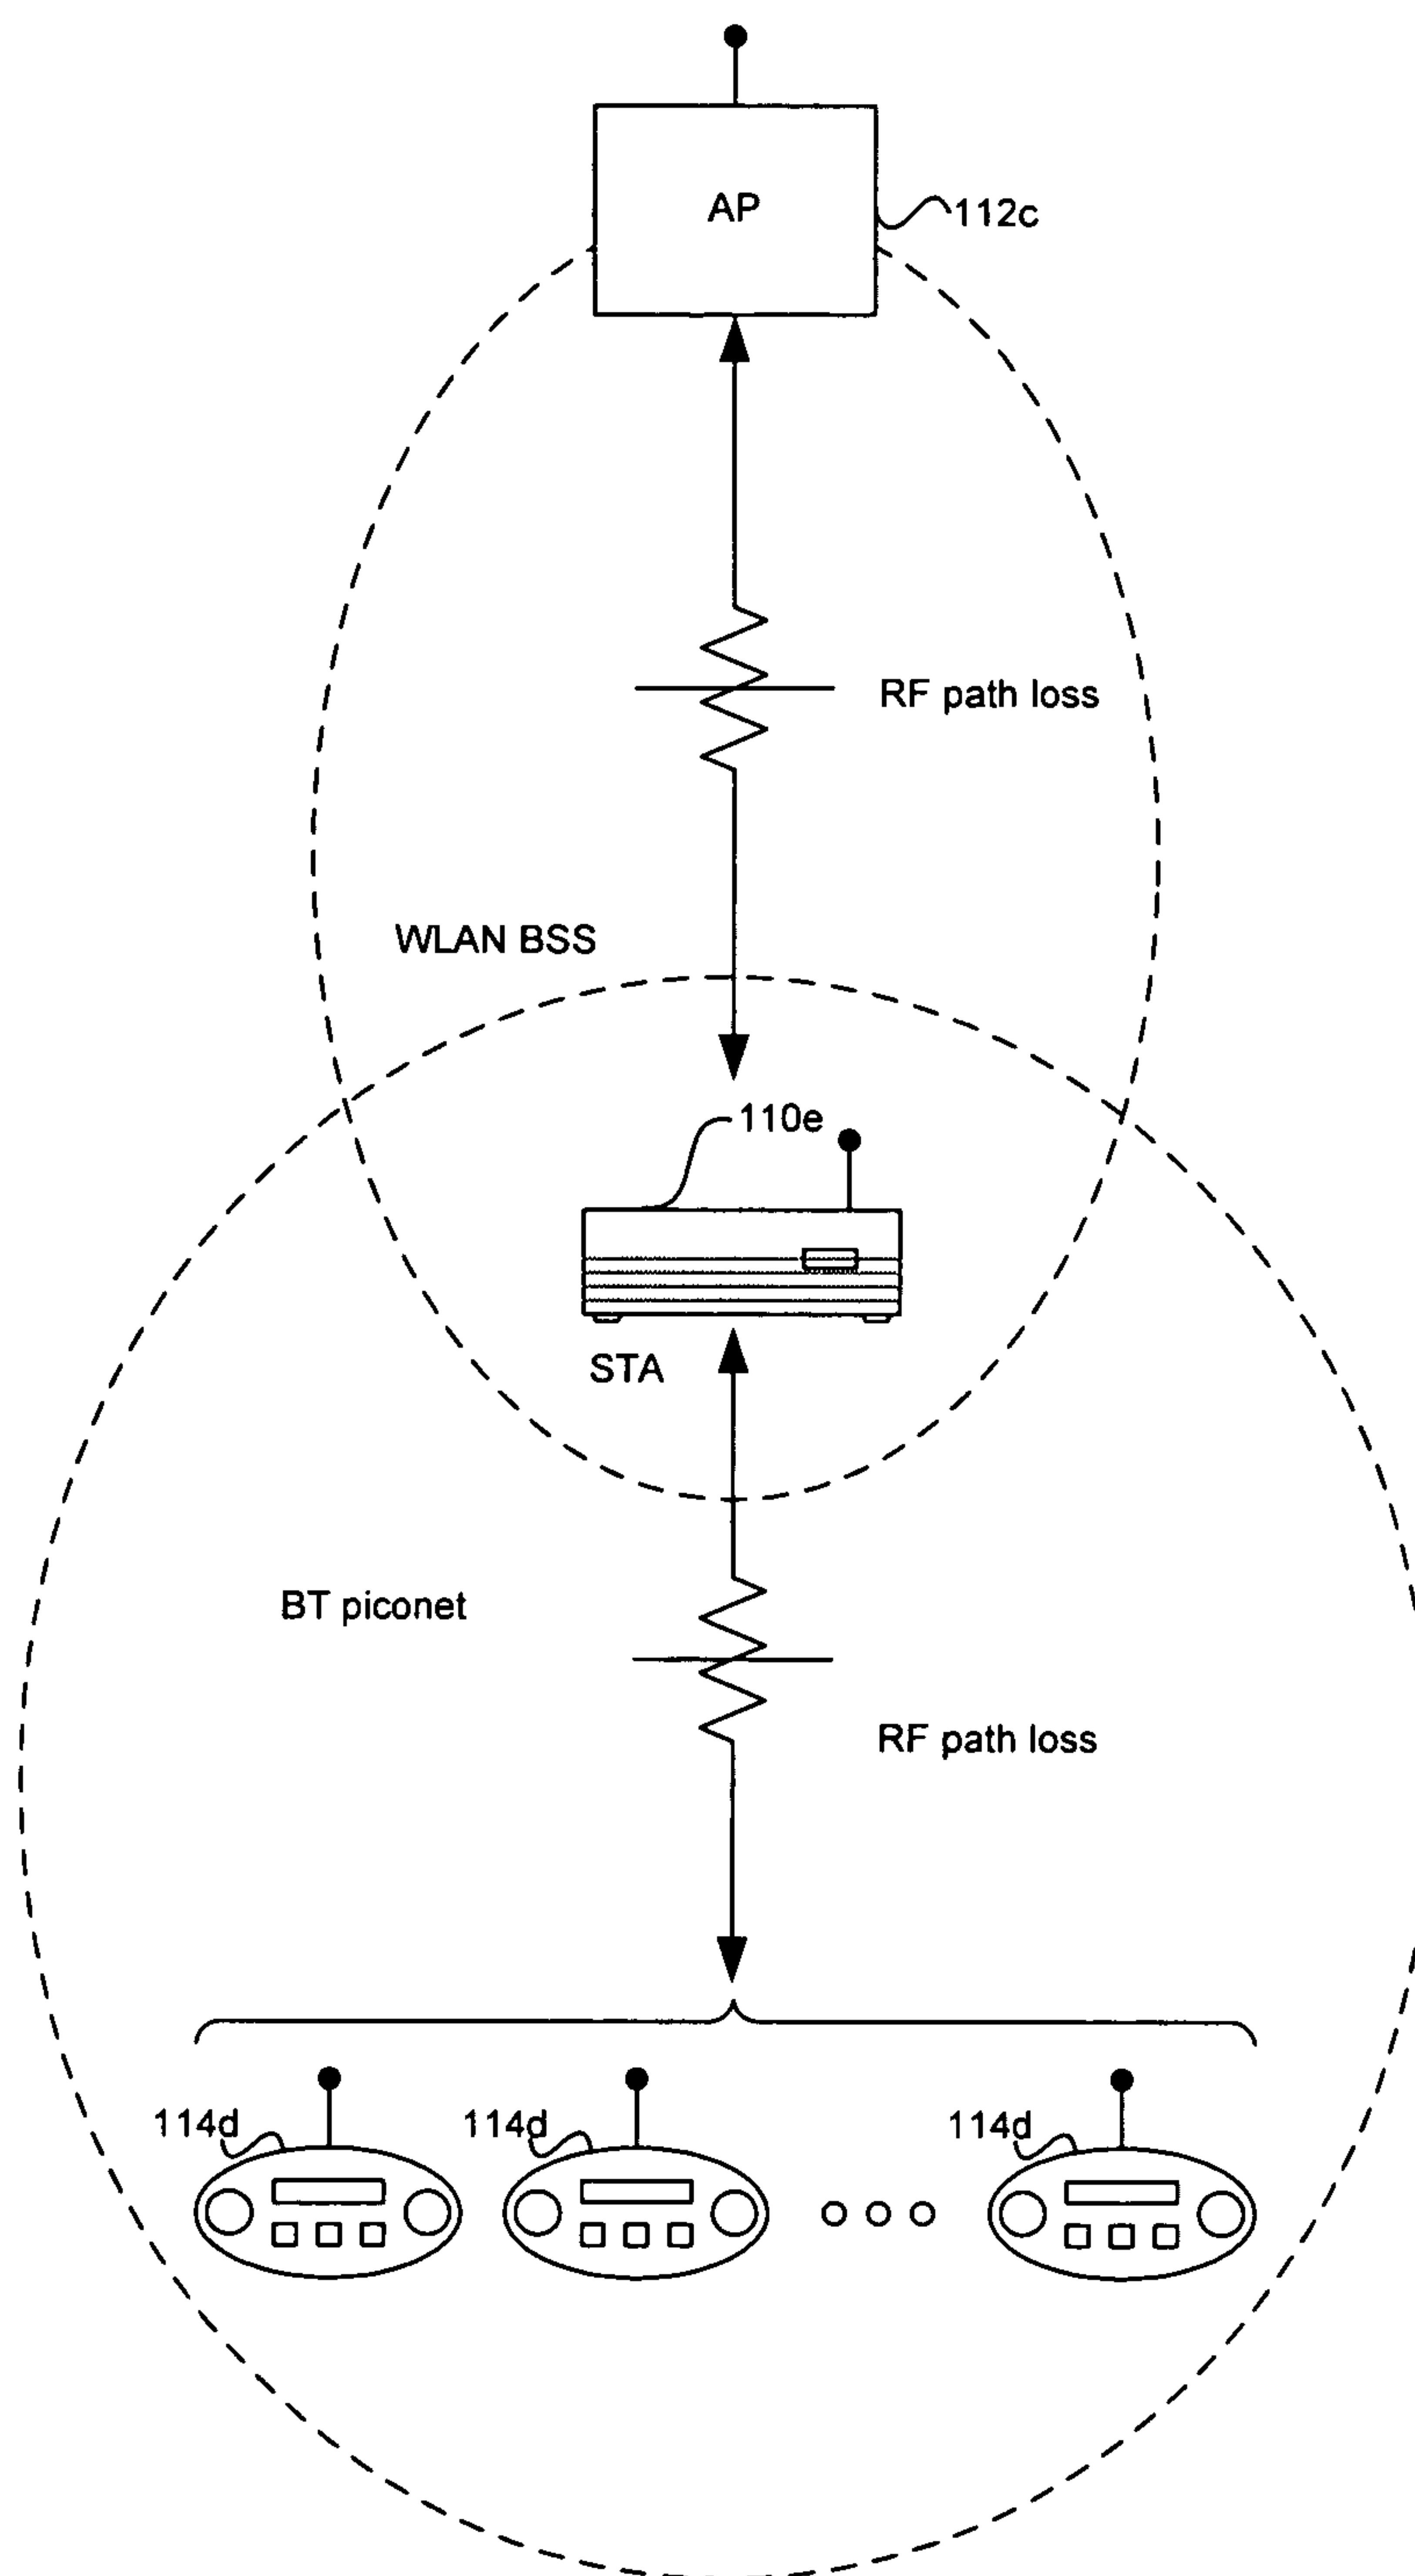 AP
112c
RF path loss
WLAN BSS
110e
STA
BT piconet
RF path loss
114d
114d
114d